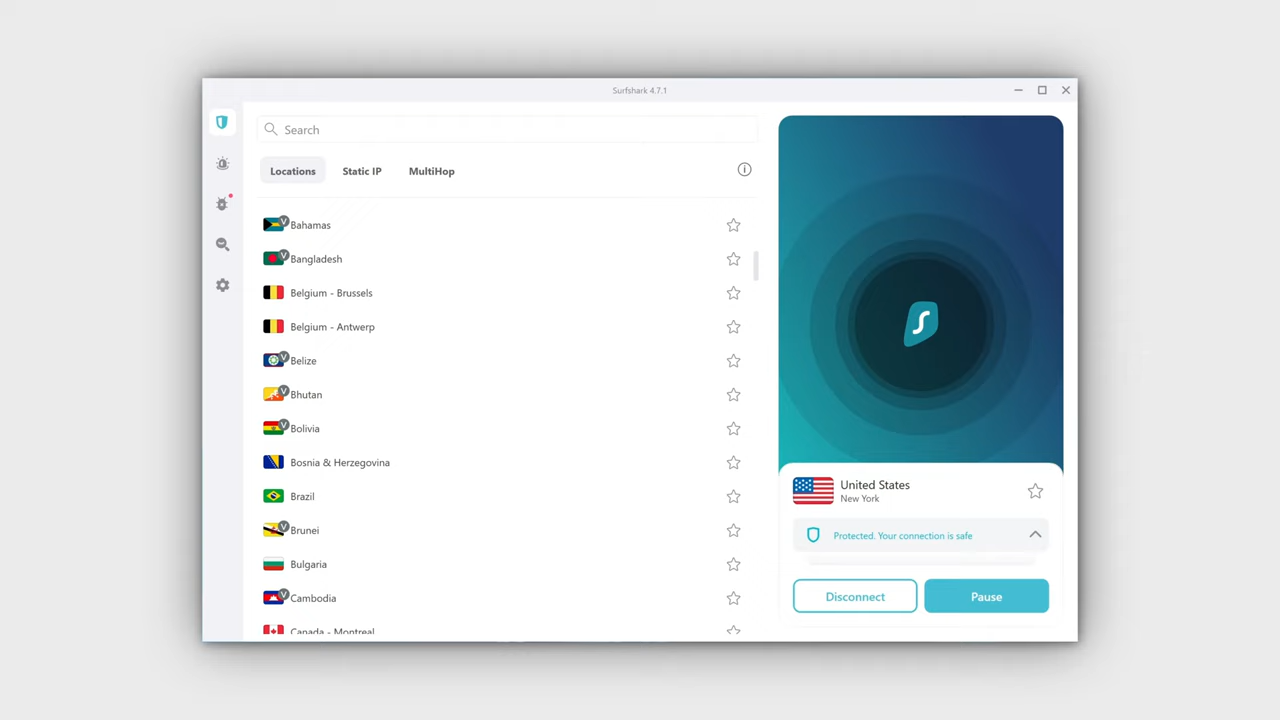 Surfshark 4.7.1
Search
Locations Static IP MultiHop
V Bahamas
V Bangladesh
Belgium - Brussels
Belgium - Antwerp
V Belize
V Bhutan
V Bolivia
Bosnia & Herzegovina
Brazil
V Brunei
Bulgaria
V Cambodia
Canada - Montreal
United States
New York
Protected. Your connection is safe
Disconnect
Pause